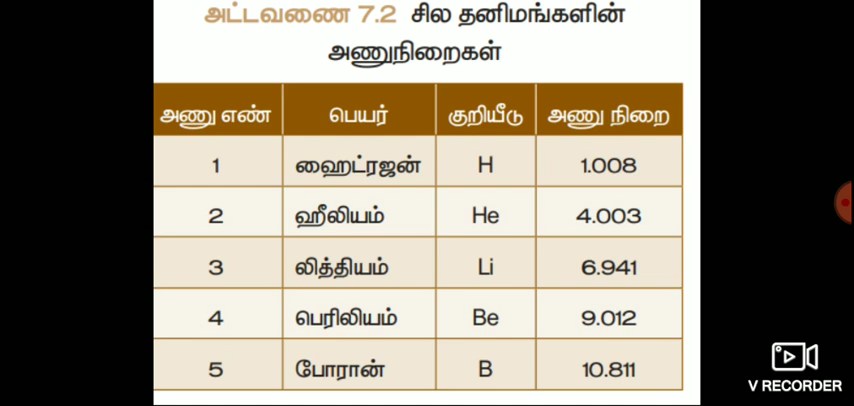 அட்டவணை 7.2 சில தனிமங்களின்
அணுநிறைகள்
அணு எண் பெயர் குறியீடு அணு நிறை
1 ஹைட்ரஜன் H 1.008
2 ஹீலியம் He 4.003
3 லித்தியம் Li 6.941
4 பெரிலியம் Be 9.012
5 போரான் B 10.811
V RECORDER